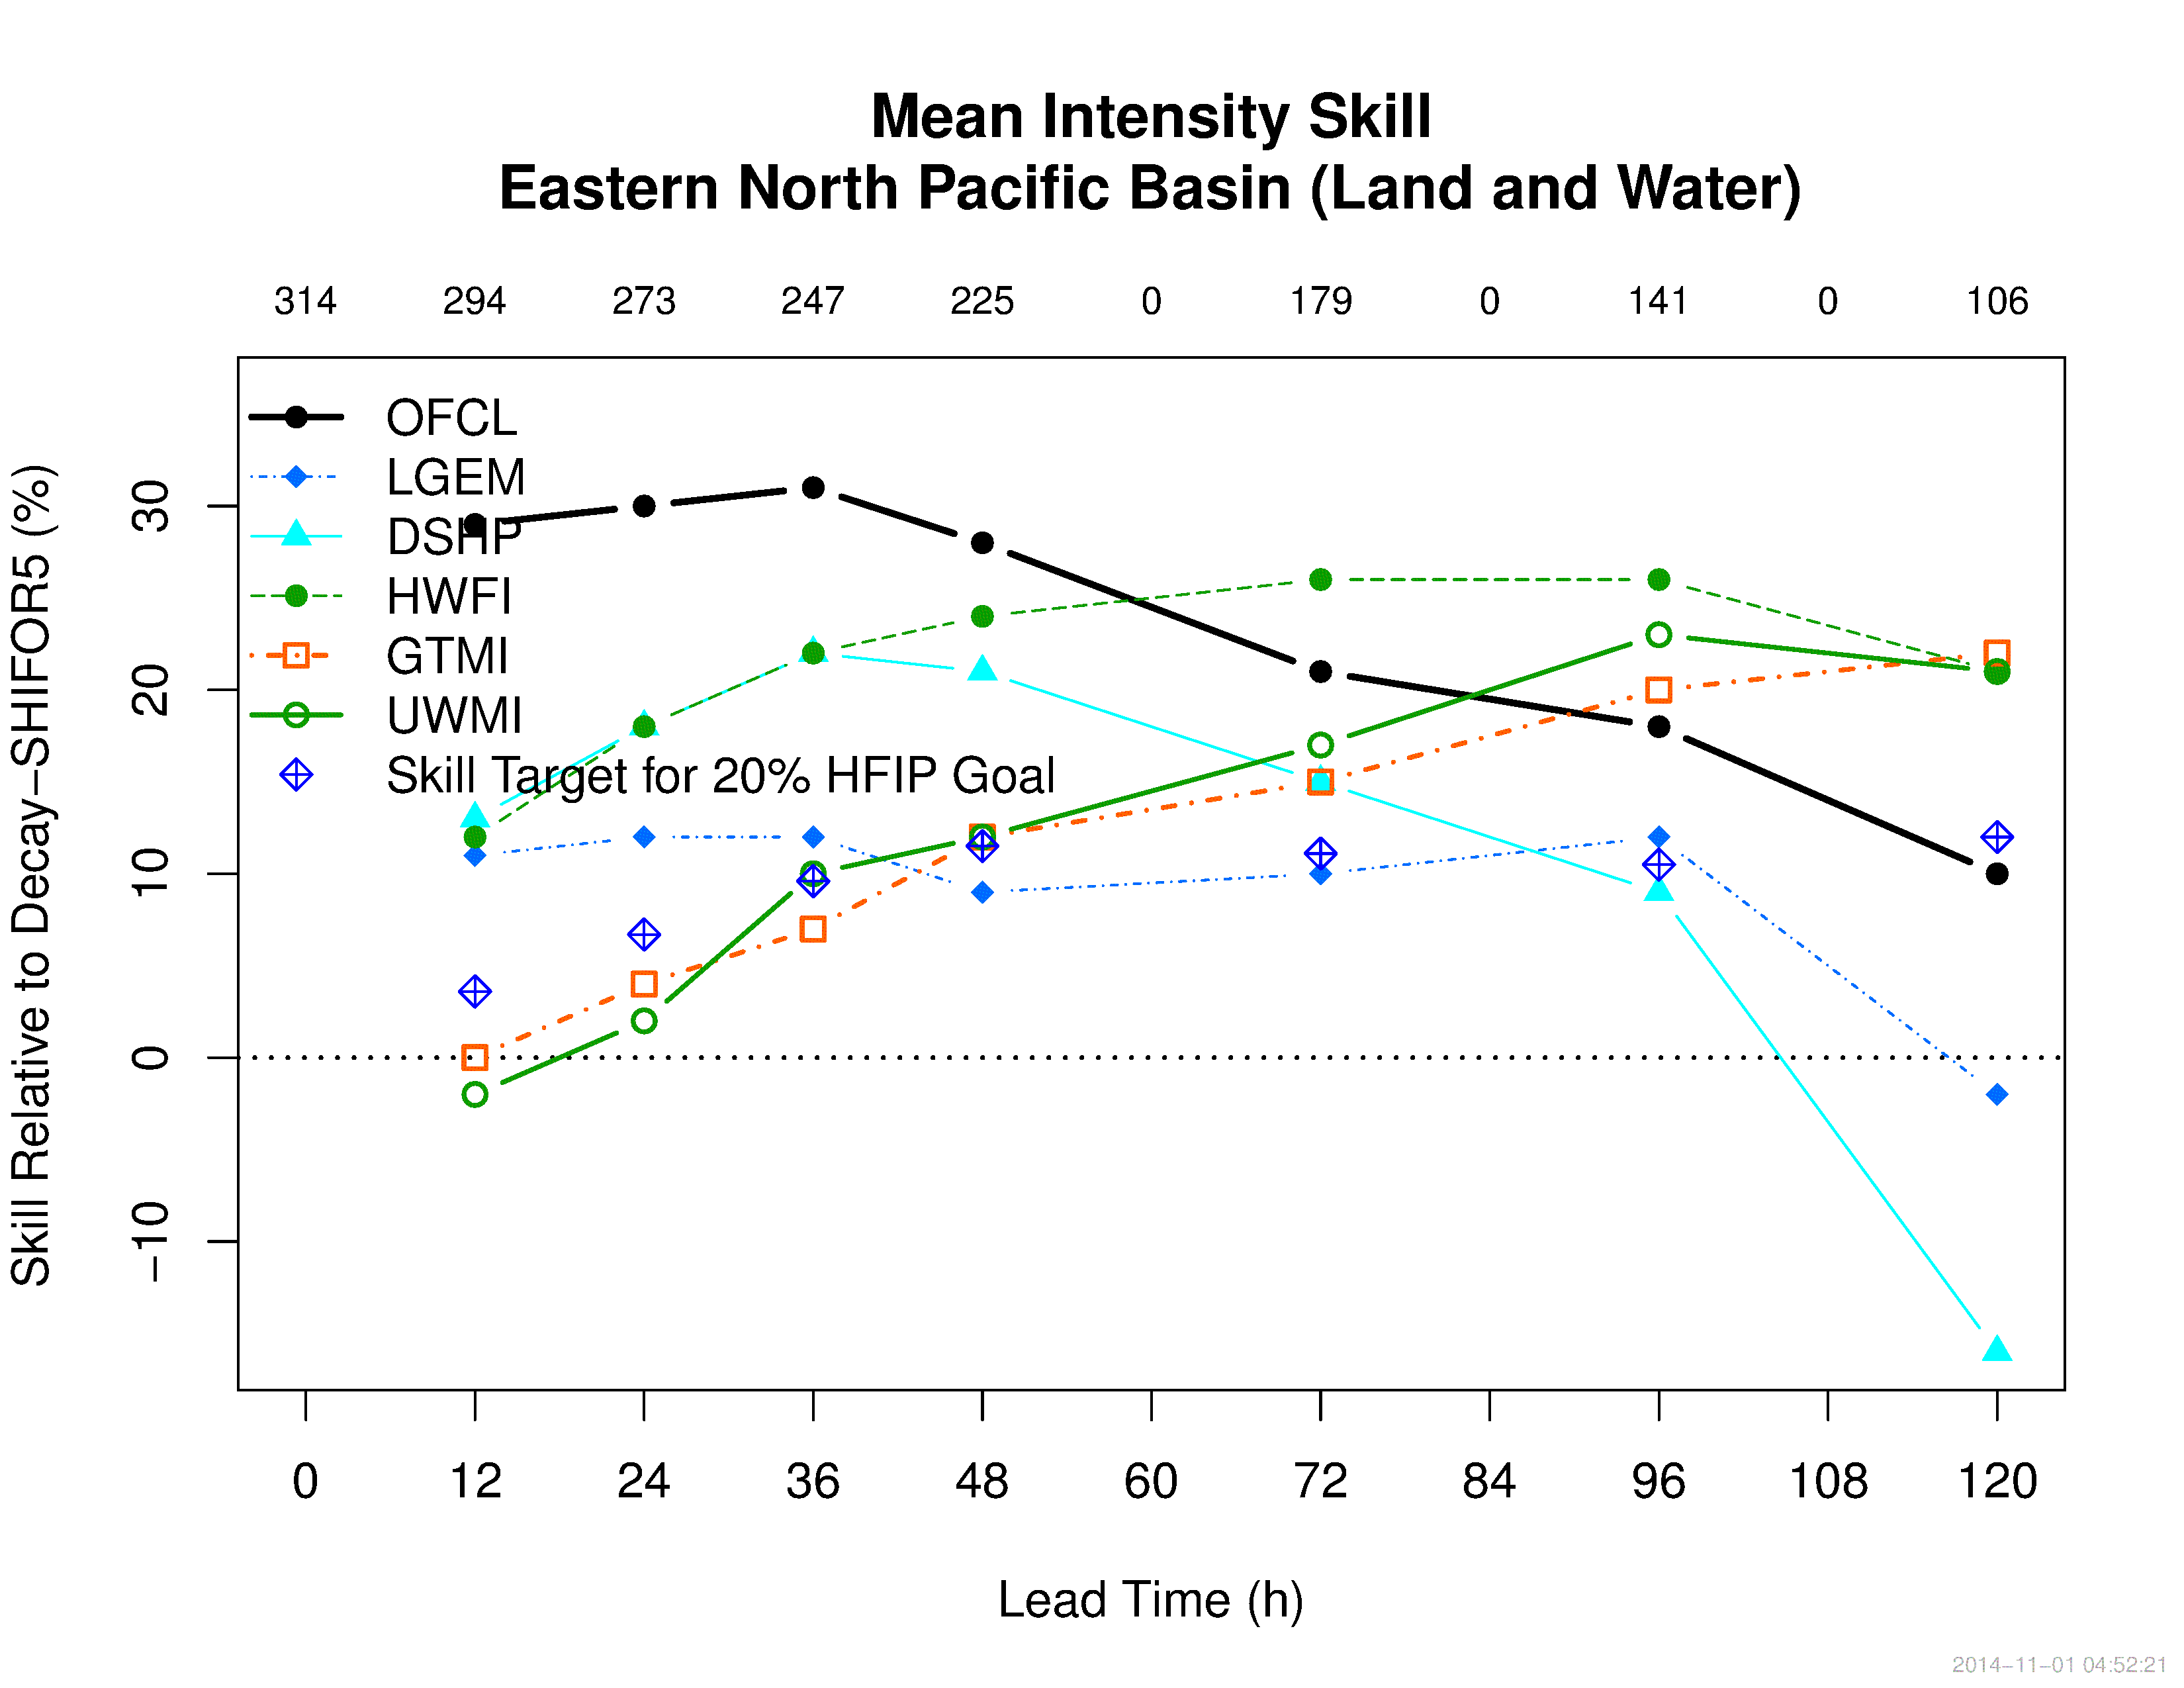 Mean Intensity Skill
Eastern North Pacific Basin (Land and Water)
314 294 273 247 225 0 179 0 141 0 106
OFCL
LGEM
DSHP
HWFI
GTMI
UWMI
Skill Target for 20% HFIP Goal
Skill Relative to Decay−SHIFOR5 (%)
30
20
10
0
−10
0 12 24 36 48 60 72 84 96 108 120
Lead Time (h)
2014−11−01 04:52:21